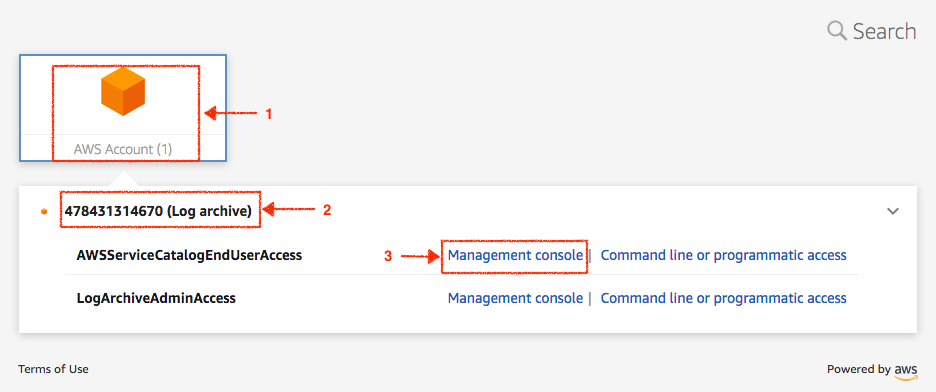 Search
1
AWS Account (1)
478431314670 (Log archive)
2
AWSServiceCatalogEndUserAccess
3
Management console | Command line or programmatic access
LogArchiveAdminAccess
Management console | Command line or programmatic access
Terms of Use
Powered by aws